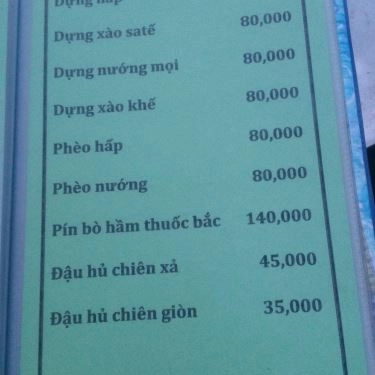 Dựng hấp
Dựng xào satế 80,000
Dựng nướng mọi 80,000
Dựng xào khế 80,000
Phèo hấp 80,000
Phèo nướng 80,000
Pín bò hầm thuốc bắc 140,000
Đậu hủ chiên xả 45,000
Đậu hủ chiên giòn 35,000